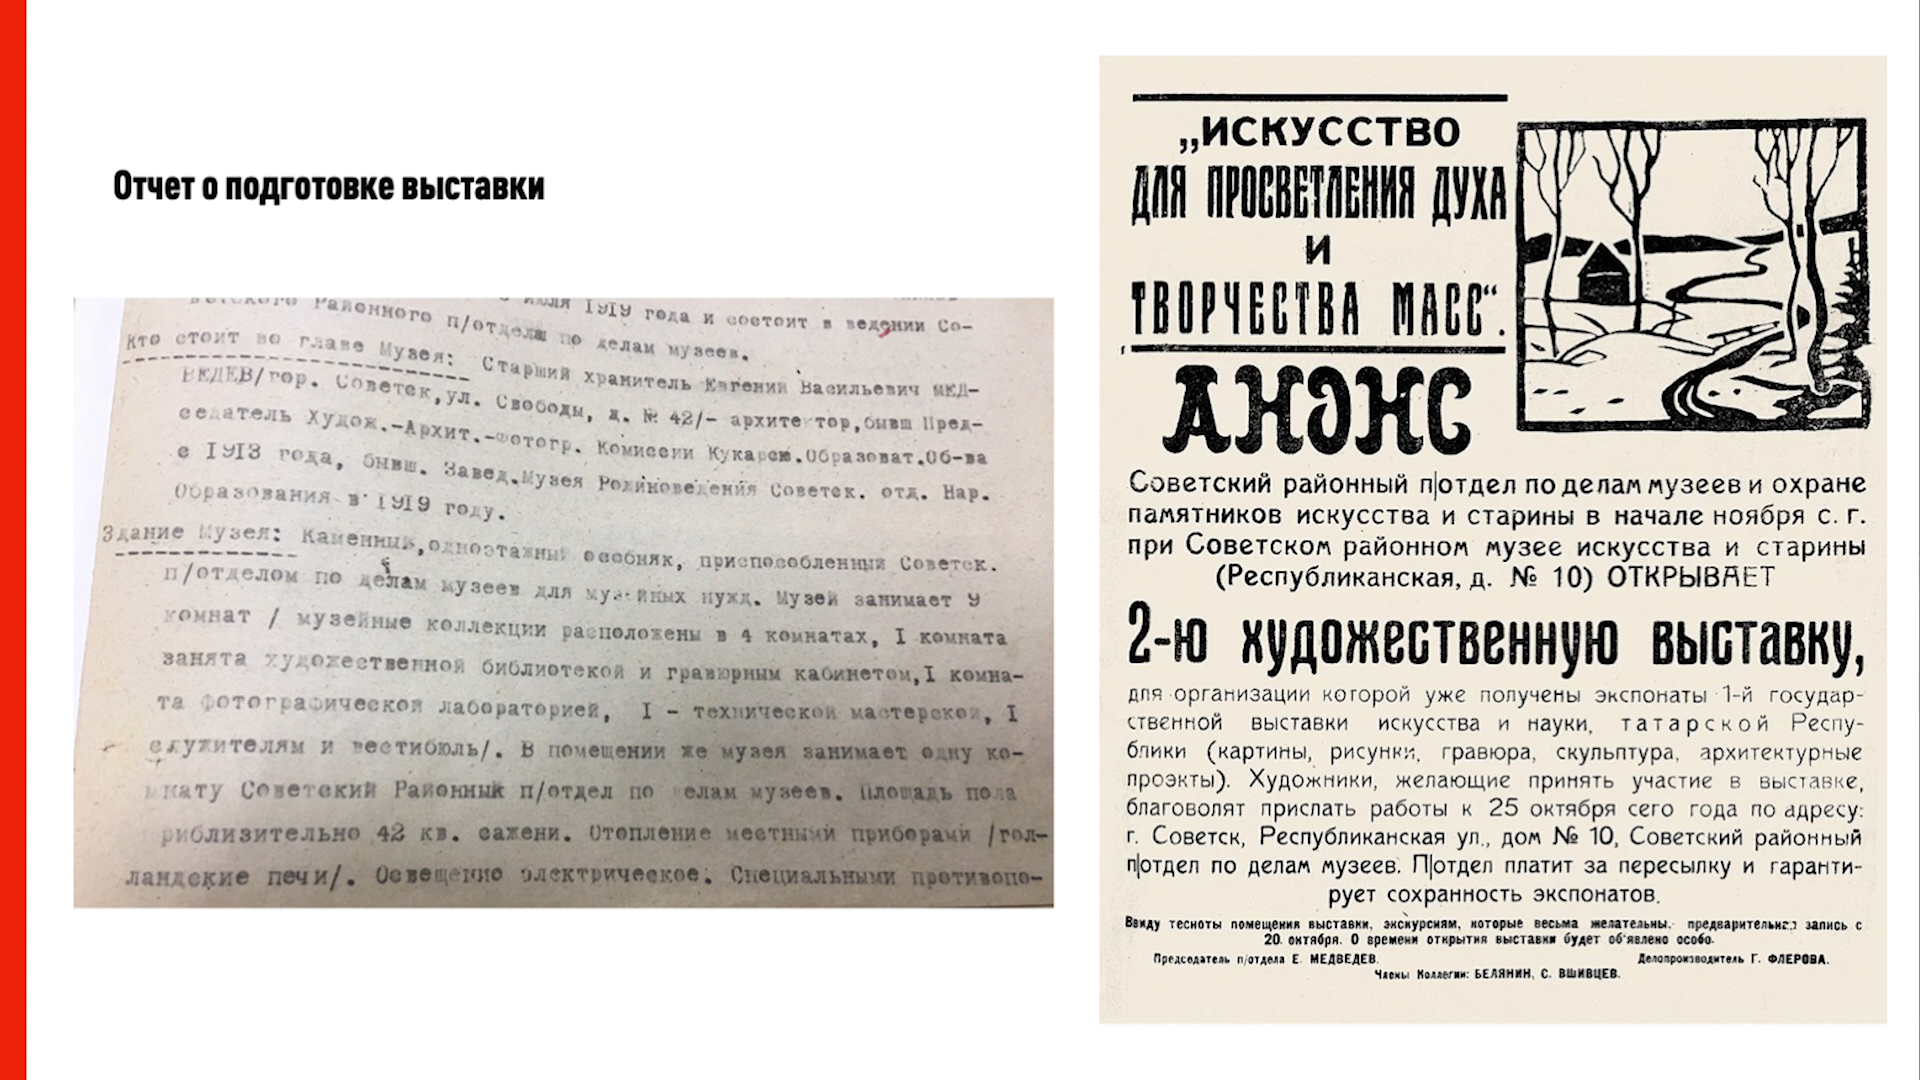 Отчет о подготовке выставки
июля 1919 года и состоит в ведении Со-
ветского Районного п/отдела по делам музеев.
Кто стоит во главе Музея: Старший хранитель Евгений Васильевич МЕД-
ВЕДЕВ/гор. Советск,ул. Свободы, д. № 42/- архитектор,бывш Пред-
седатель Худож.-Архит.-Фотогр. Комиссии Кукарск.Образоват.Об-ва
с 1913 года, бывш. Завед.Музея Родиноведения Советск. отд. Нар.
Образования в 1919 году.
Здание Музея: Каменный,одноэтажный особняк, приспособленный Советск.
п/отделом по делам музеев для музейных нужд. Музей занимает 9
комнат / музейные коллекции расположены в 4 комнатах, I комната
занята художественной библиотекой и гравюрным кабинетом,I комна-
та фотографической лабораторией, I - технической мастерской, I
служителям и вестибюль/. В помещении же музея занимает одну ко-
мнату Советский Районный п/отдел по делам музеев. Площадь пола
приблизительно 42 кв. сажени. Отопление местными приборами /гол-
ландские печи/. Освещение электрическое. Специальными противопо-
„ИСКУССТВО
ДЛЯ ПРОСВЕТЛЕНИЯ ДУХА
И
ТВОРЧЕСТВА МАСС“.
АНОНС
Советский районный п|отдел по делам музеев и охране
памятников искусства и старины в начале ноября с. г.
при Советском районном музее искусства и старины
(Республиканская, д. № 10) ОТКРЫВАЕТ
2-ю художественную выставку,
для организации которой уже получены экспонаты 1-й государ-
ственной выставки искусства и науки, татарской Респу-
блики (картины, рисунки, гравюра, скульптура, архитектурные
проэкты). Художники, желающие принять участие в выставке,
благоволят прислать работы к 25 октября сего года по адресу:
г. Советск, Республиканская ул., дом № 10, Советский районный
п|отдел по делам музеев. П|отдел платит за пересылку и гаранти-
рует сохранность экспонатов.
Ввиду тесноты помещения выставки, экскурсиям, которые весьма желательны, предварительная запись с
20. октября. О времени открытия выставки будет об'явлено особо.
Председатель п/отдела Е. МЕДВЕДЕВ.
Делопроизводитель Г. ФЛЕРОВА.
Члены Коллегии: БЕЛЯНИН, С. ВШИВЦЕВ.